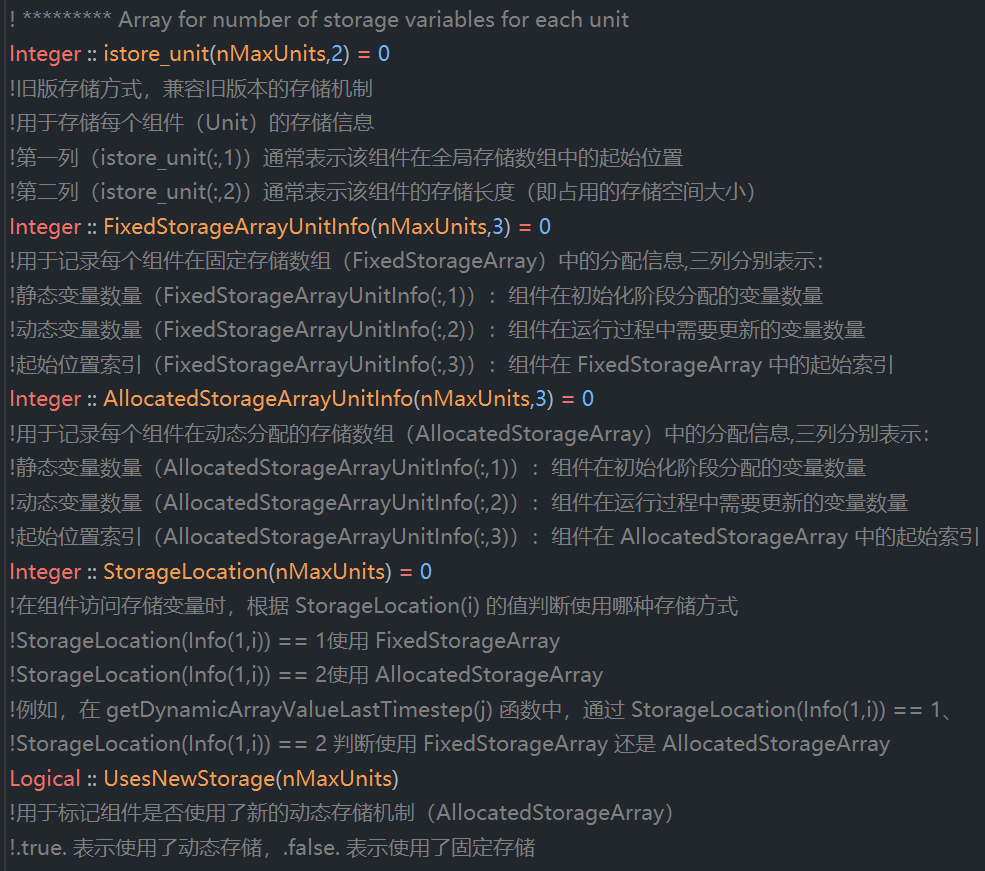 ! ********* Array for number of storage variables for each unit
Integer :: istore_unit(nMaxUnits,2) = 0
!旧版存储方式，兼容旧版本的存储机制
!用于存储每个组件（Unit）的存储信息
!第一列（istore_unit(:,1)）通常表示该组件在全局存储数组中的起始位置
!第二列（istore_unit(:,2)）通常表示该组件的存储长度（即占用的存储空间大小）
Integer :: FixedStorageArrayUnitInfo(nMaxUnits,3) = 0
!用于记录每个组件在固定存储数组（FixedStorageArray）中的分配信息,三列分别表示：
!静态变量数量（FixedStorageArrayUnitInfo(:,1)）：组件在初始化阶段分配的变量数量
!动态变量数量（FixedStorageArrayUnitInfo(:,2)）：组件在运行过程中需要更新的变量数量
!起始位置索引（FixedStorageArrayUnitInfo(:,3)）：组件在 FixedStorageArray 中的起始索引
Integer :: AllocatedStorageArrayUnitInfo(nMaxUnits,3) = 0
!用于记录每个组件在动态分配的存储数组（AllocatedStorageArray）中的分配信息,三列分别表示：
!静态变量数量（AllocatedStorageArrayUnitInfo(:,1)）：组件在初始化阶段分配的变量数量
!动态变量数量（AllocatedStorageArrayUnitInfo(:,2)）：组件在运行过程中需要更新的变量数量
!起始位置索引（AllocatedStorageArrayUnitInfo(:,3)）：组件在 AllocatedStorageArray 中的起始索引
Integer :: StorageLocation(nMaxUnits) = 0
!在组件访问存储变量时，根据 StorageLocation(i) 的值判断使用哪种存储方式
!StorageLocation(Info(1,i)) == 1使用 FixedStorageArray
!StorageLocation(Info(1,i)) == 2使用 AllocatedStorageArray
!例如，在 getDynamicArrayValueLastTimestep(j) 函数中，通过 StorageLocation(Info(1,i)) == 1、
!StorageLocation(Info(1,i)) == 2 判断使用 FixedStorageArray 还是 AllocatedStorageArray
Logical :: UsesNewStorage(nMaxUnits)
!用于标记组件是否使用了新的动态存储机制（AllocatedStorageArray）
!.true. 表示使用了动态存储，.false. 表示使用了固定存储